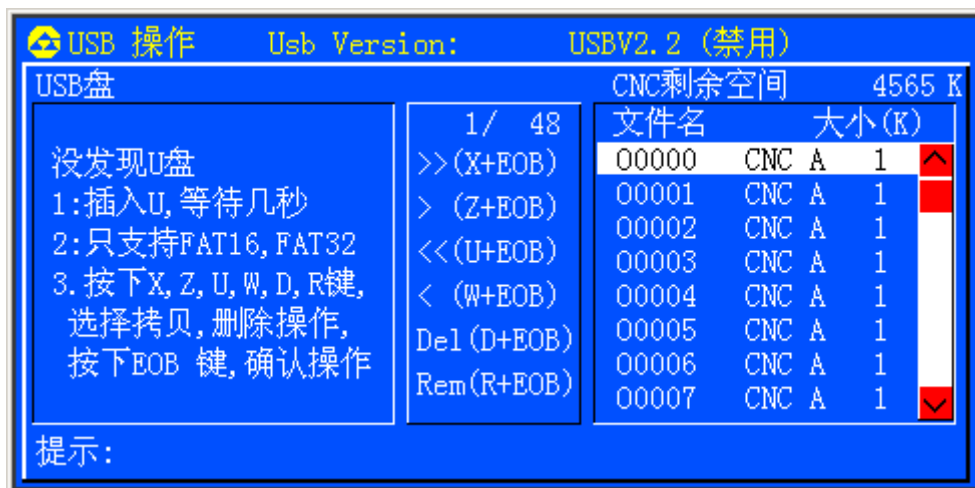 USB 操作 Usb Version: USBV2.2 (禁用)
USB盘 CNC剩余空间 4565 K
没发现U盘
1:插入U,等待几秒
2:只支持FAT16,FAT32
3.按下X,Z,U,W,D,R键,
选择拷贝,删除操作,
按下EOB 键,确认操作
1/ 48
>>(X+EOB)
> (Z+EOB)
<<(U+EOB)
< (W+EOB)
Del(D+EOB)
Rem(R+EOB)
文件名 大小(K)
O0000 CNC A 1
O0001 CNC A 1
O0002 CNC A 1
O0003 CNC A 1
O0004 CNC A 1
O0005 CNC A 1
O0006 CNC A 1
O0007 CNC A 1
提示: